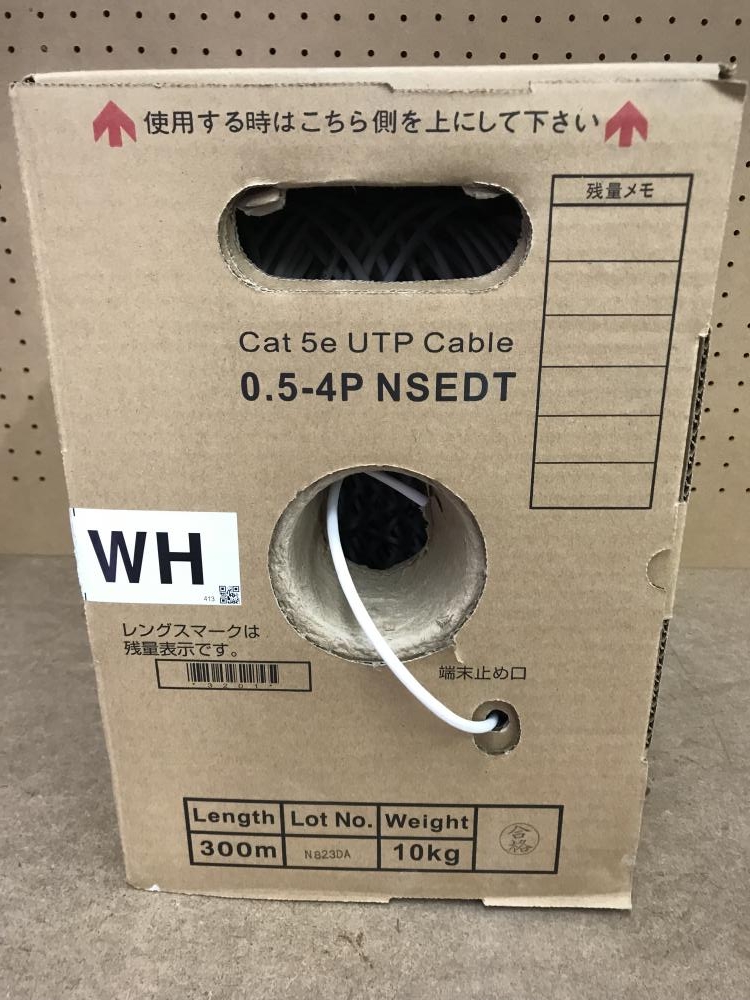 使用する時はこちら側を上にして下さい
残量メモ
Cat 5e UTP Cable
0.5-4P NSEDT
WH
413
レングスマークは
残量表示です。
*3201*
端末止め口
Length Lot No. Weight
300m N823DA 10kg
合格